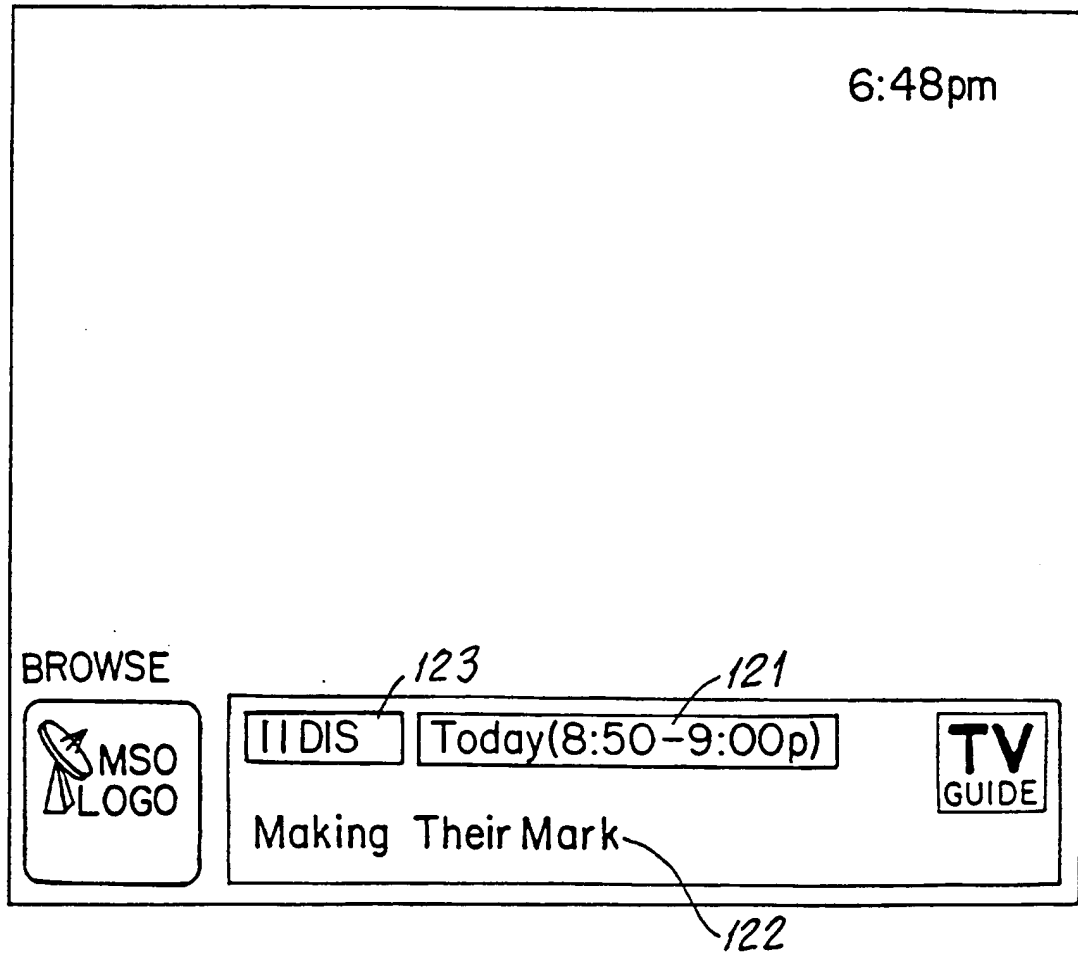 6:48pm
BROWSE
123
121
MSO
LOGO
11 DIS
Today(8:50-9:00p)
TV
GUIDE
Making Their Mark
122